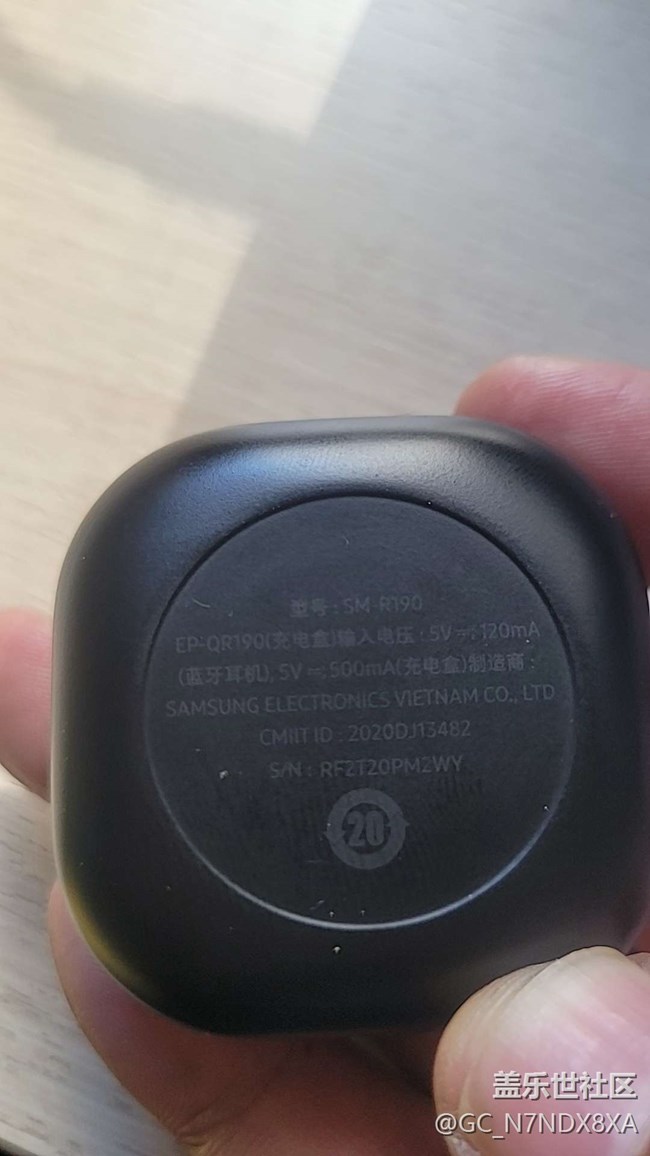 型号 : SM-R190
EP-QR190(充电盒)输入电压 : 5V ⎓ 120mA
(蓝牙耳机), 5V ⎓ 500mA(充电盒)制造商 :
SAMSUNG ELECTRONICS VIETNAM CO., LTD
CMIIT ID : 2020DJ13482
S/N : RF2T20PM2WY
20
盖乐世社区
@GC_N7NDX8XA